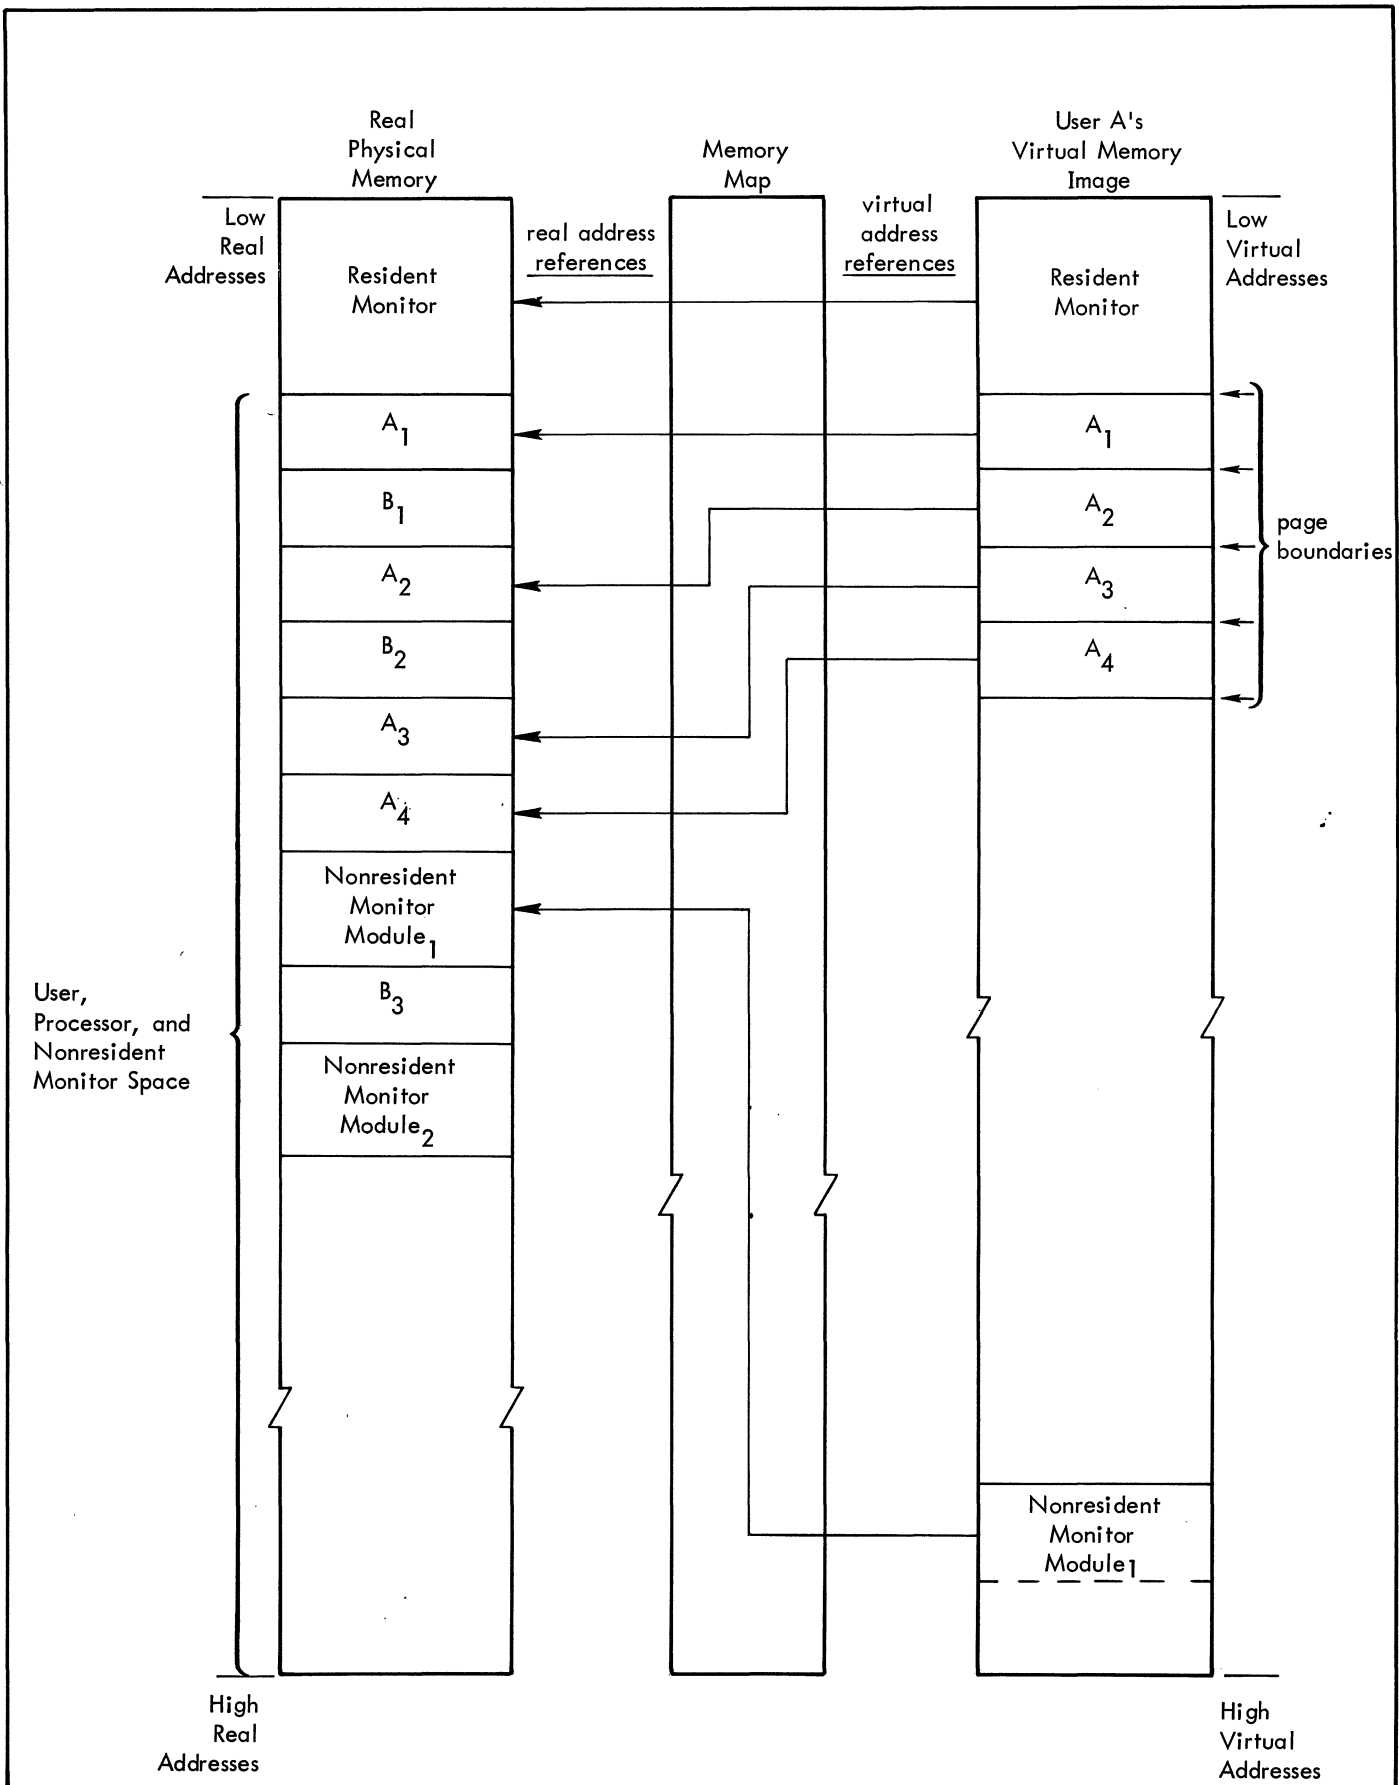 Real
Physical
Memory
Memory
Map
User A's
Virtual Memory
Image
Low
Real
Addresses
real address
references
virtual
address
references
Low
Virtual
Addresses
Resident
Monitor
Resident
Monitor
A1
B1
A2
B2
A3
A4
Nonresident
Monitor
Module1
B3
Nonresident
Monitor
Module2
A1
A2
A3
A4
page
boundaries
User,
Processor, and
Nonresident
Monitor Space
Nonresident
Monitor
Module1
High
Real
Addresses
High
Virtual
Addresses